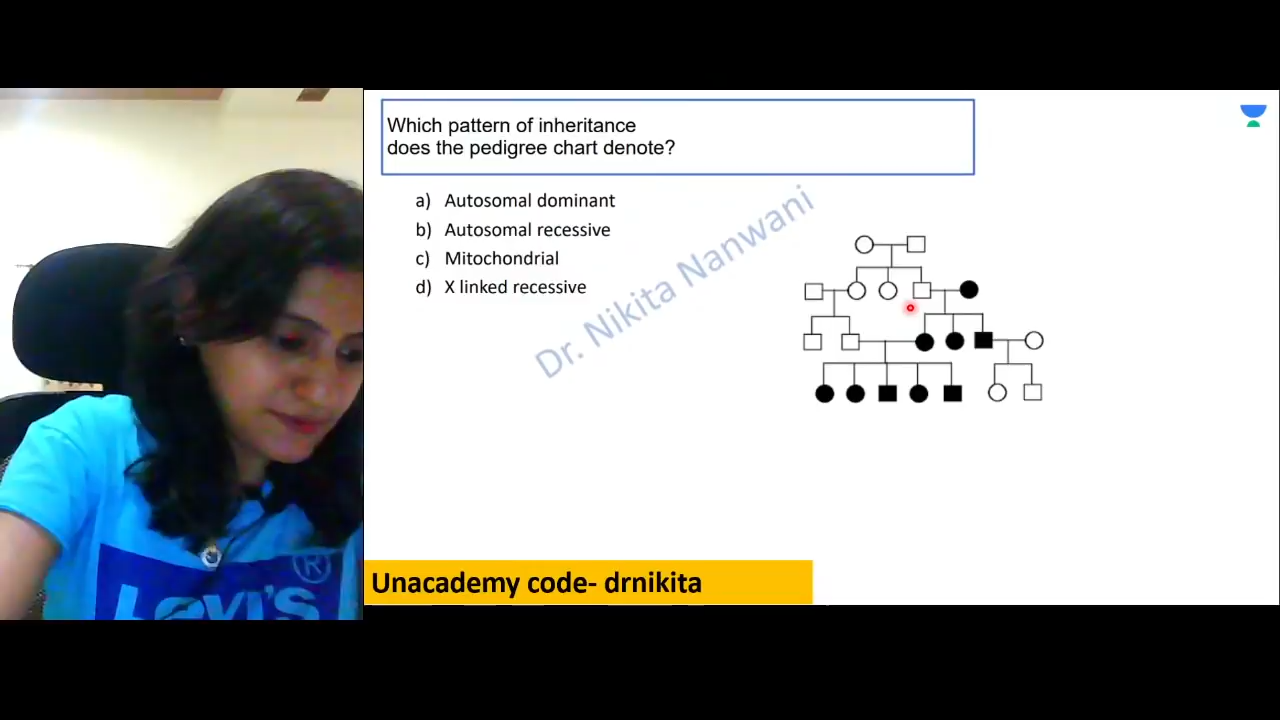 Which pattern of inheritance
does the pedigree chart denote?
a) Autosomal dominant
b) Autosomal recessive
c) Mitochondrial
d) X linked recessive
Dr. Nikita Nanwani
Levi's
®
Unacademy code- drnikita